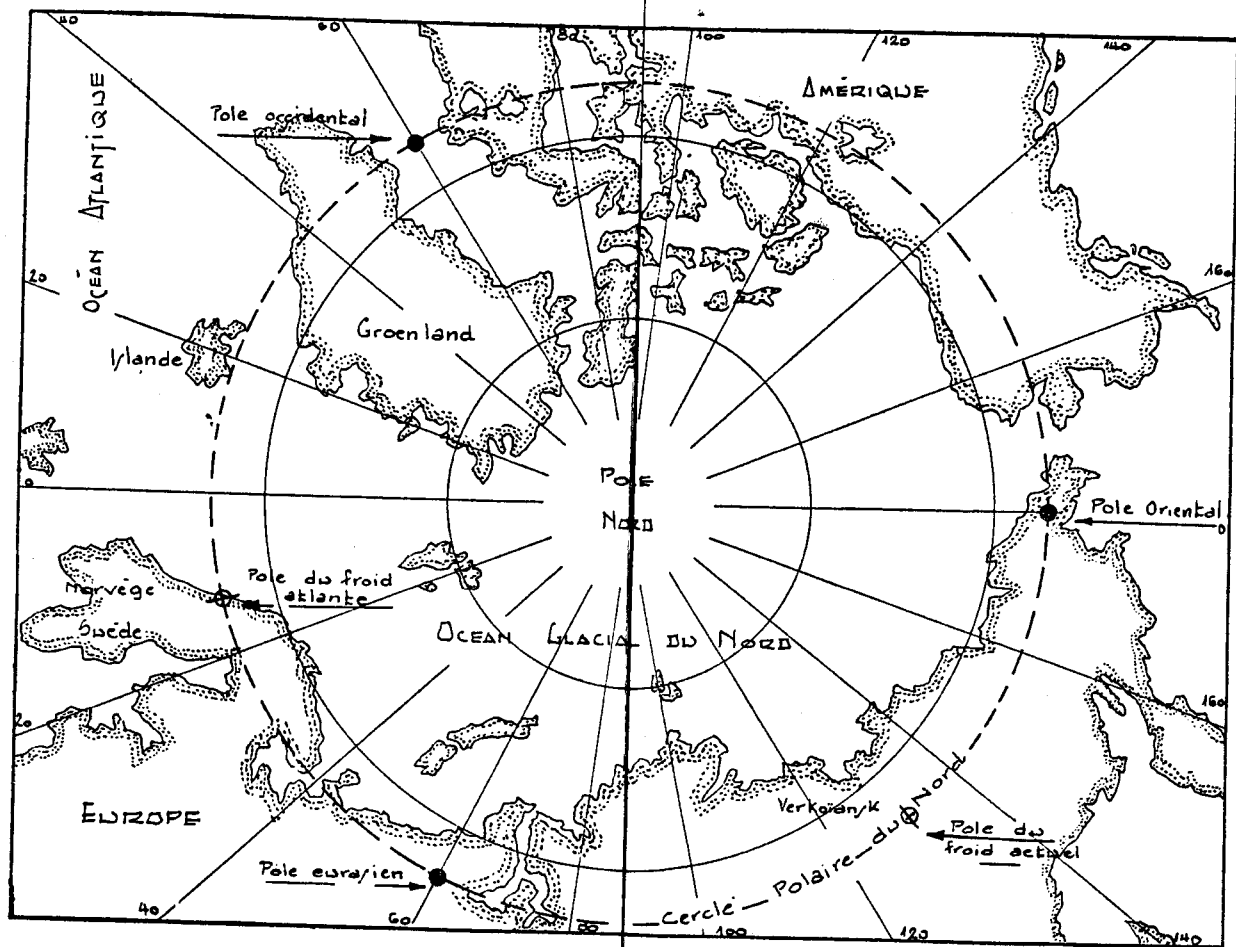 40
60
80
100
120
140
AMÉRIQUE
OCÉAN ATLANTIQUE
Pole occidental
20
160
Groenland
Islande
POLE
NORD
0
Pole Oriental
0
Pole du froid
atlante
Norvège
Suède
OCEAN GLACIAL DU NORD
20
160
Verkoïansk
EUROPE
Pole du
froid actuel
Cercle Polaire du Nord
Pôle eurasien
40
60
80
100
120
140